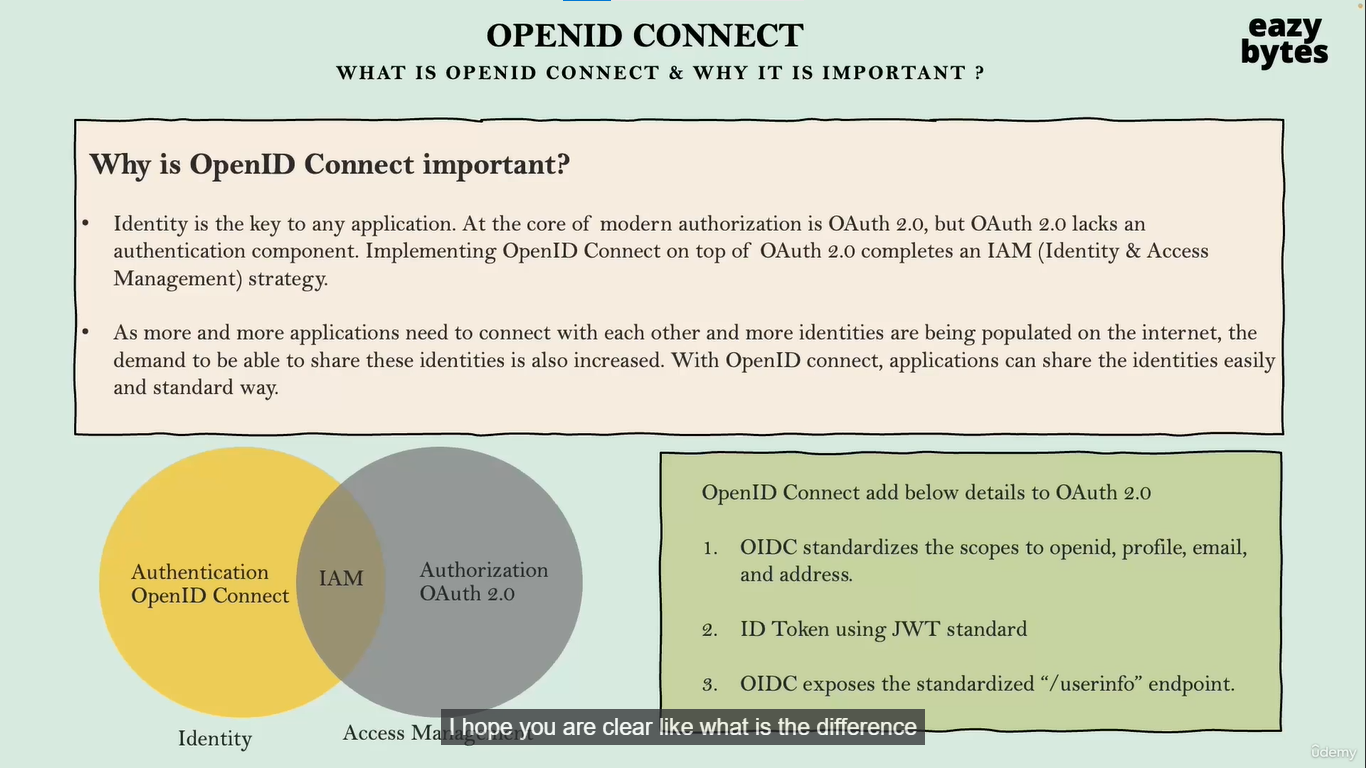 OPENID CONNECT
WHAT IS OPENID CONNECT & WHY IT IS IMPORTANT ?
eazy
bytes
Why is OpenID Connect important?
• Identity is the key to any application. At the core of modern authorization is OAuth 2.0, but OAuth 2.0 lacks an
authentication component. Implementing OpenID Connect on top of OAuth 2.0 completes an IAM (Identity & Access
Management) strategy.
• As more and more applications need to connect with each other and more identities are being populated on the internet, the
demand to be able to share these identities is also increased. With OpenID connect, applications can share the identities easily
and standard way.
Authentication
OpenID Connect
IAM
Authorization
OAuth 2.0
Identity
Access Management
OpenID Connect add below details to OAuth 2.0
1. OIDC standardizes the scopes to openid, profile, email,
and address.
2. ID Token using JWT standard
3. OIDC exposes the standardized “/userinfo” endpoint.
I hope you are clear like what is the difference
ûdemy